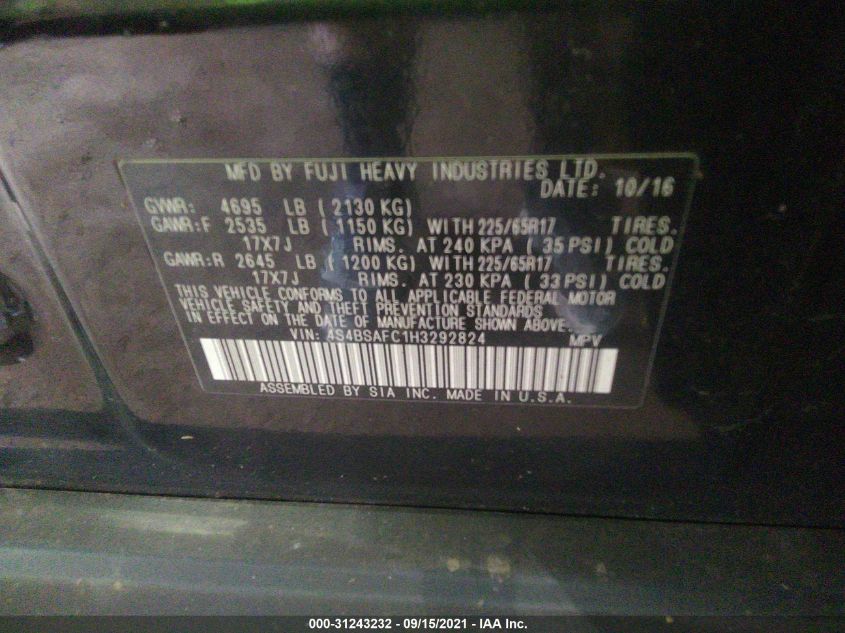 MFD BY FUJI HEAVY INDUSTRIES LTD.
DATE: 10/16
GVWR: 4695 LB ( 2130 KG)
GAWR:F 2535 LB ( 1150 KG) WITH 225/65R17 TIRES.
17X7J RIMS. AT 240 KPA ( 35 PSI) COLD
GAWR:R 2645 LB ( 1200 KG) WITH 225/65R17 TIRES.
17X7J RIMS. AT 230 KPA ( 33 PSI) COLD
THIS VEHICLE CONFORMS TO ALL APPLICABLE FEDERAL MOTOR
VEHICLE SAFETY AND THEFT PREVENTION STANDARDS
IN EFFECT ON THE DATE OF MANUFACTURE SHOWN ABOVE.
VIN: 4S4BSAFC1H3292824 MPV
ASSEMBLED BY SIA INC. MADE IN U.S.A.
000-31243232 - 09/15/2021 - IAA Inc.